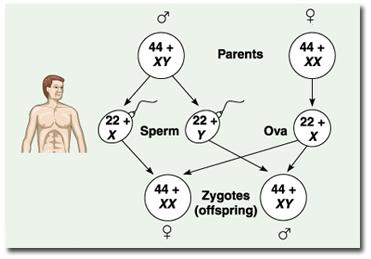 ♂
♀
44 +
XY
Parents
44 +
XX
22 +
X
Sperm
22 +
Y
Ova
22 +
X
44 +
XX
Zygotes
(offspring)
44 +
XY
♀
♂